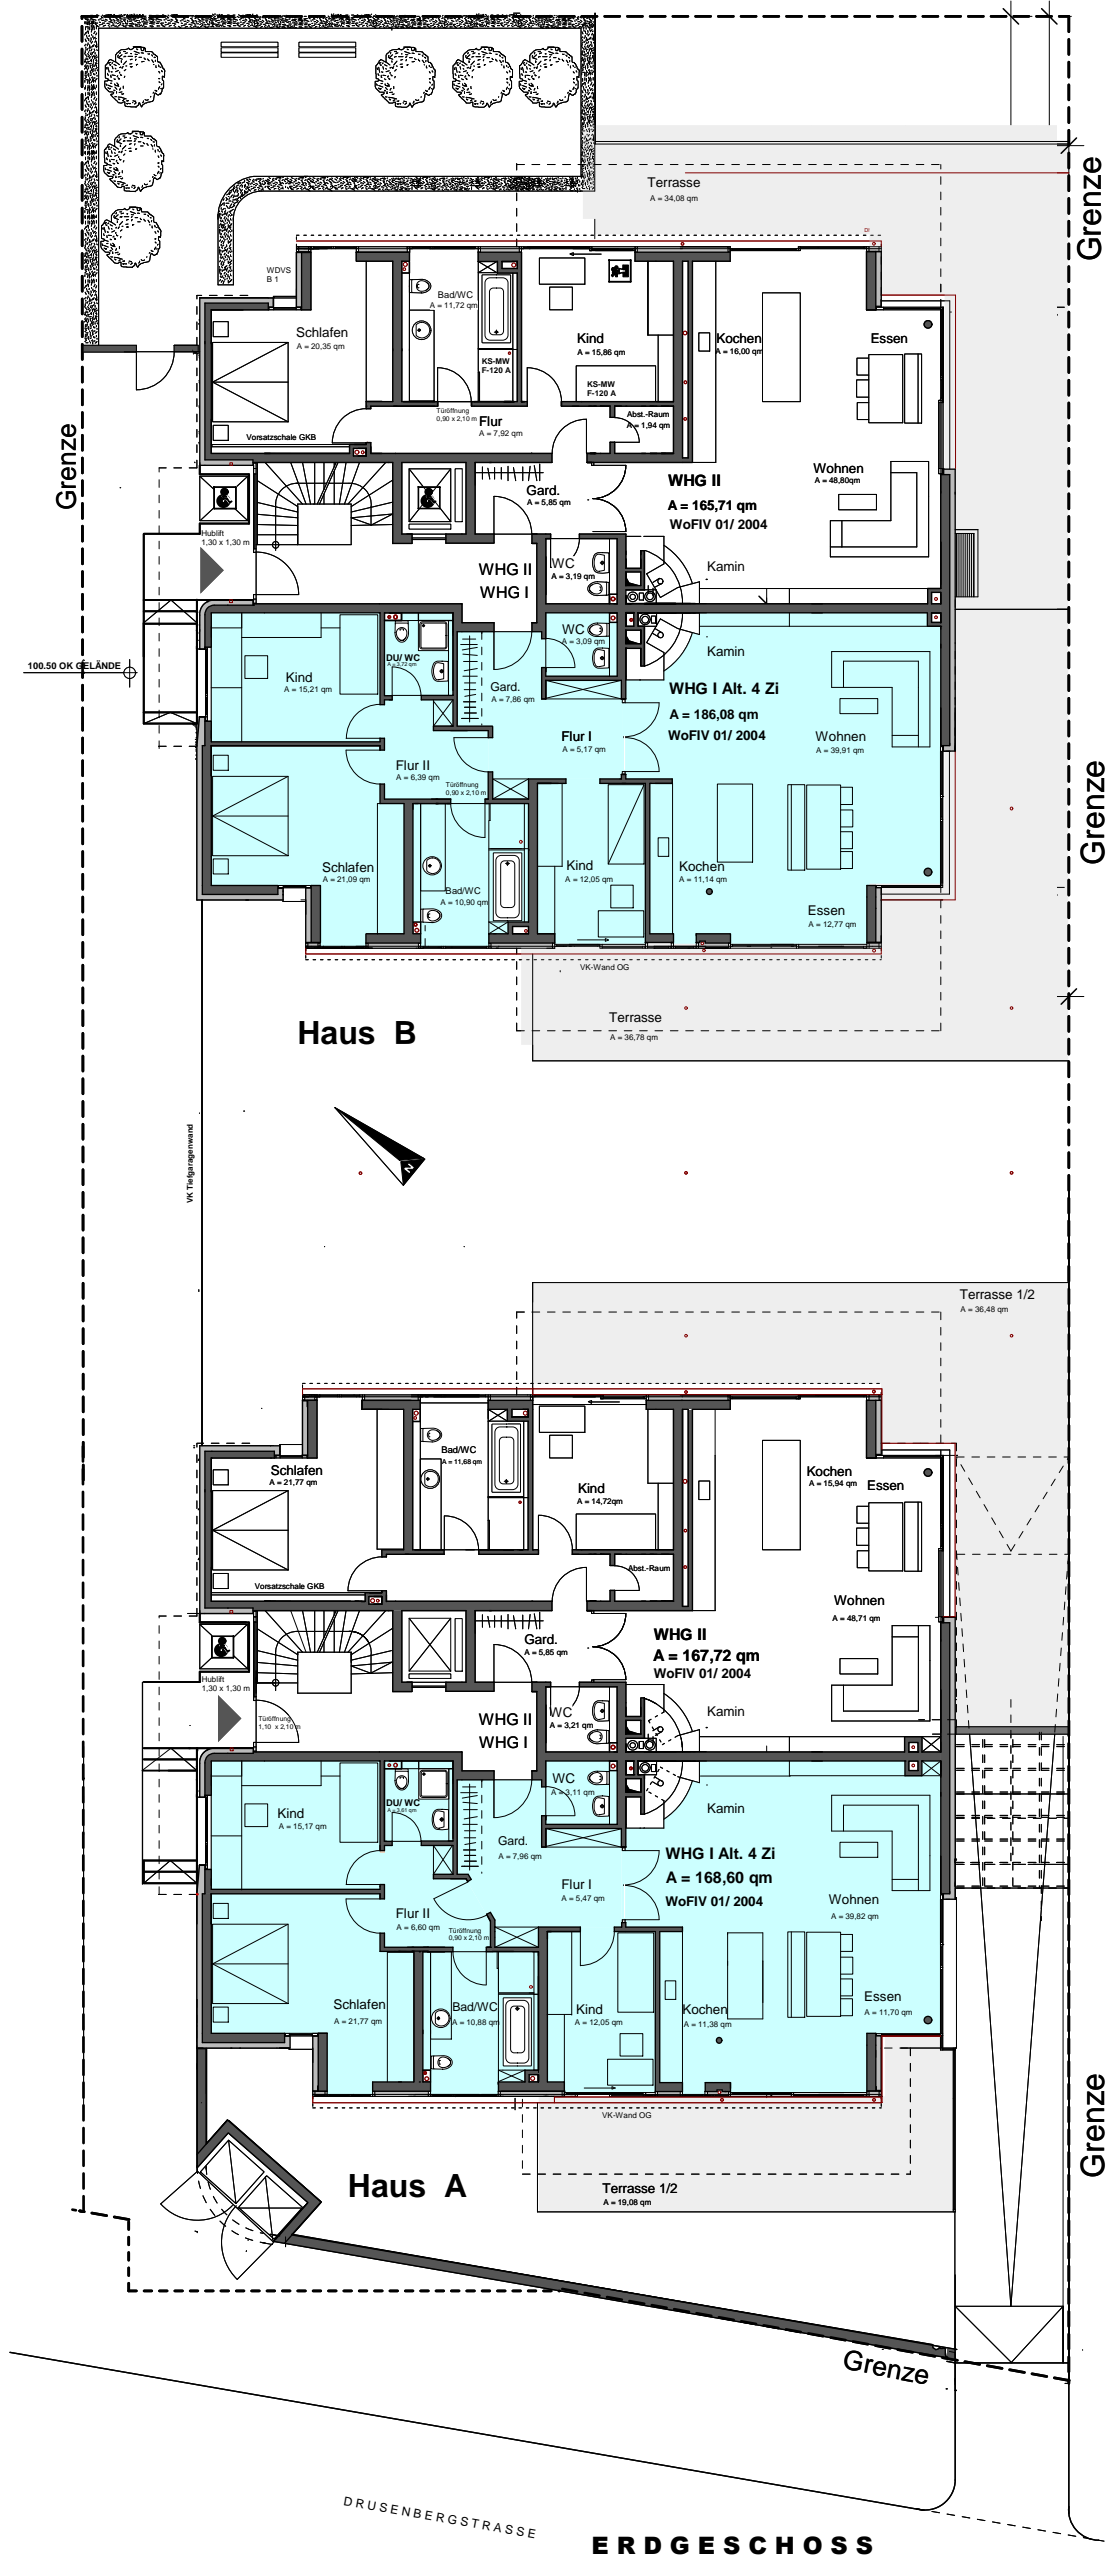 Grenze
Terrasse
A = 34,08 qm
WDVS
B 1
Schlafen
A = 20,35 qm
Vorsatzschale GKB
Bad/WC
A = 11,72 qm
KS-MW
F-120 A
Kind
A = 15,86 qm
KS-MW
F-120 A
Kochen
A = 16,00 qm
Essen
Türöffnung
0,90 x 2,10 m
Flur
A = 7,92 qm
Abst.-Raum
A = 1,94 qm
Grenze
Wohnen
A = 48,80qm
Gard.
A = 5,85 qm
WHG II
A = 165,71 qm
WoFIV 01/ 2004
Hublift
1,30 x 1,30 m
WHG II
WHG I
WC
A = 3,19 qm
Kamin
WC
A = 3,09 qm
Kamin
100.50 OK GELÄNDE
Kind
A = 15,21 qm
DU/ WC
A = 3,72 qm
Gard.
A = 7,86 qm
WHG I Alt. 4 Zi
A = 186,08 qm
WoFIV 01/ 2004
Flur I
A = 5,17 qm
Wohnen
A = 39,91 qm
Flur II
A = 6,39 qm
Türöffnung
0,90 x 2,10 m
Grenze
Schlafen
A = 21,09 qm
Bad/WC
A = 10,90 qm
Kind
A = 12,05 qm
Kochen
A = 11,14 qm
Essen
A = 12,77 qm
VK-Wand OG
Terrasse
A = 36,78 qm
Haus B
VK Tiefgaragenwand
N
Terrasse 1/2
A = 36,48 qm
Schlafen
A = 21,77 qm
Vorsatzschale GKB
Bad/WC
A = 11,68 qm
Kind
A = 14,72qm
Kochen
A = 15,94 qm
Essen
Abst.-Raum
Wohnen
A = 48,71 qm
Gard.
A = 5,85 qm
WHG II
A = 167,72 qm
WoFIV 01/ 2004
Hublift
1,30 x 1,30 m
Türöffnung
1,10 x 2,10 m
WHG II
WHG I
WC
A = 3,21 qm
Kamin
WC
A = 3,11 qm
Kamin
Kind
A = 15,17 qm
DU/ WC
A = 3,61 qm
Gard.
A = 7,96 qm
WHG I Alt. 4 Zi
A = 168,60 qm
WoFIV 01/ 2004
Flur I
A = 5,47 qm
Wohnen
A = 39,82 qm
Flur II
A = 6,60 qm
Türöffnung
0,90 x 2,10 m
Schlafen
A = 21,77 qm
Bad/WC
A = 10,88 qm
Kind
A = 12,05 qm
Kochen
A = 11,38 qm
Essen
A = 11,70 qm
VK-Wand OG
Grenze
Haus A
Terrasse 1/2
A = 19,08 qm
Grenze
DRUSENBERGSTRASSE
ERDGESCHOSS